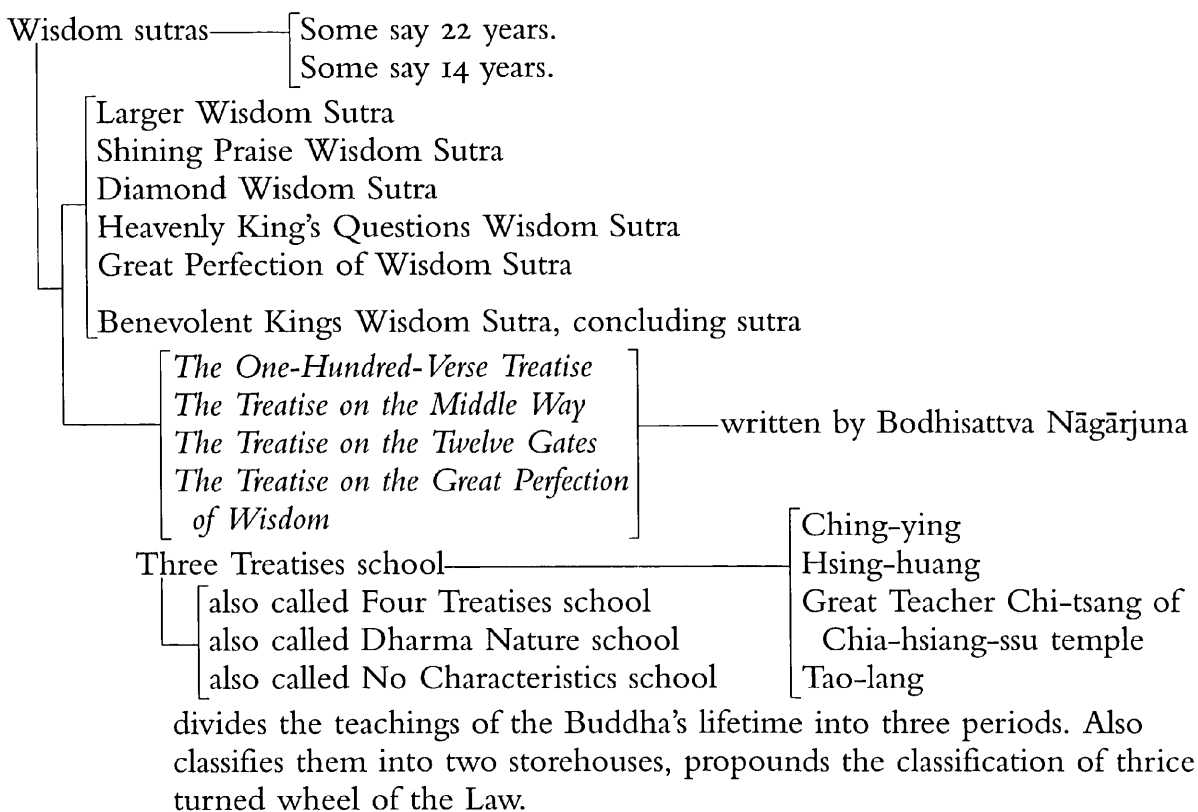 Wisdom sutras
Some say 22 years.
Some say 14 years.
Larger Wisdom Sutra
Shining Praise Wisdom Sutra
Diamond Wisdom Sutra
Heavenly King's Questions Wisdom Sutra
Great Perfection of Wisdom Sutra
Benevolent Kings Wisdom Sutra, concluding sutra
The One-Hundred-Verse Treatise
The Treatise on the Middle Way
The Treatise on the Twelve Gates
The Treatise on the Great Perfection
of Wisdom
written by Bodhisattva Nāgārjuna
Three Treatises school
Ching-ying
Hsing-huang
Great Teacher Chi-tsang of
Chia-hsiang-ssu temple
Tao-lang
also called Four Treatises school
also called Dharma Nature school
also called No Characteristics school
divides the teachings of the Buddha's lifetime into three periods. Also
classifies them into two storehouses, propounds the classification of thrice
turned wheel of the Law.